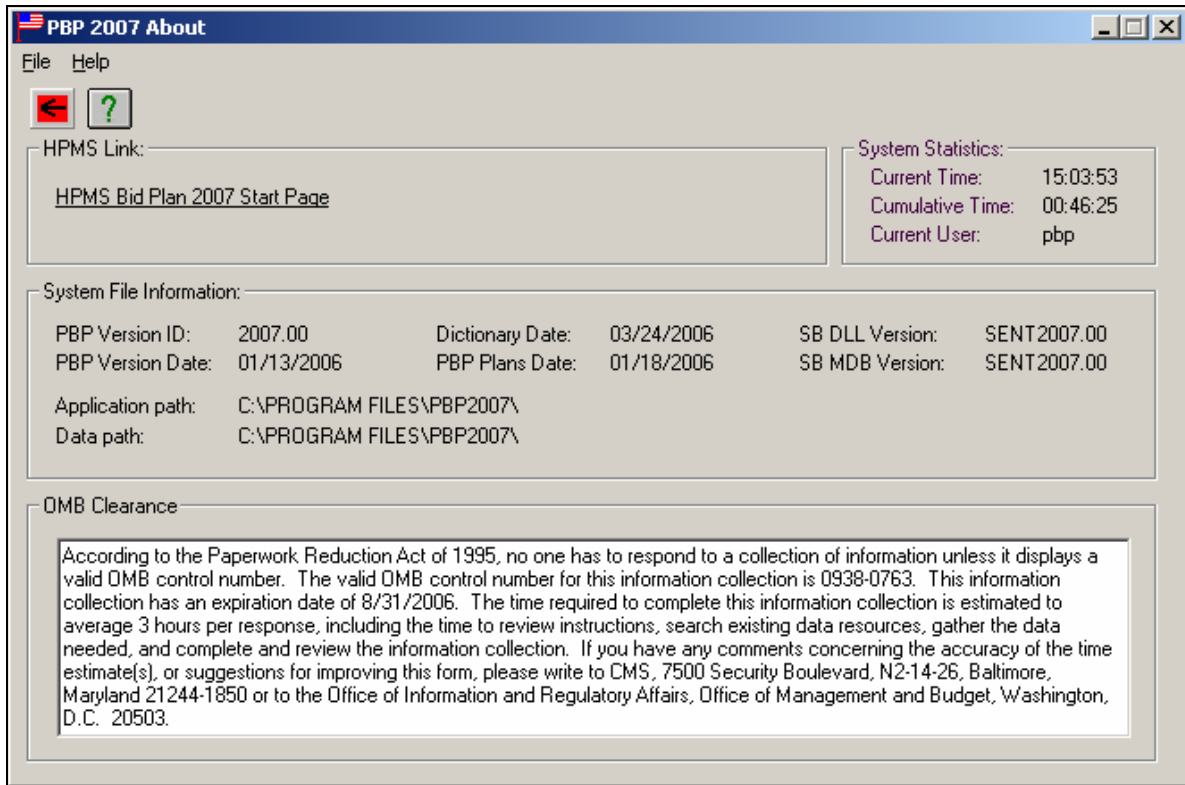 PBP 2007 About
File Help
?
HPMS Link:
HPMS Bid Plan 2007 Start Page
System Statistics:
Current Time: 15:03:53
Cumulative Time: 00:46:25
Current User: pbp
System File Information:
PBP Version ID: 2007.00 Dictionary Date: 03/24/2006 SB DLL Version: SENT2007.00
PBP Version Date: 01/13/2006 PBP Plans Date: 01/18/2006 SB MDB Version: SENT2007.00
Application path: C:\PROGRAM FILES\PBP2007\
Data path: C:\PROGRAM FILES\PBP2007\
OMB Clearance
According to the Paperwork Reduction Act of 1995, no one has to respond to a collection of information unless it displays a
valid OMB control number. The valid OMB control number for this information collection is 0938-0763. This information
collection has an expiration date of 8/31/2006. The time required to complete this information collection is estimated to
average 3 hours per response, including the time to review instructions, search existing data resources, gather the data
needed, and complete and review the information collection. If you have any comments concerning the accuracy of the time
estimate(s), or suggestions for improving this form, please write to CMS, 7500 Security Boulevard, N2-14-26, Baltimore,
Maryland 21244-1850 or to the Office of Information and Regulatory Affairs, Office of Management and Budget, Washington,
D.C. 20503.